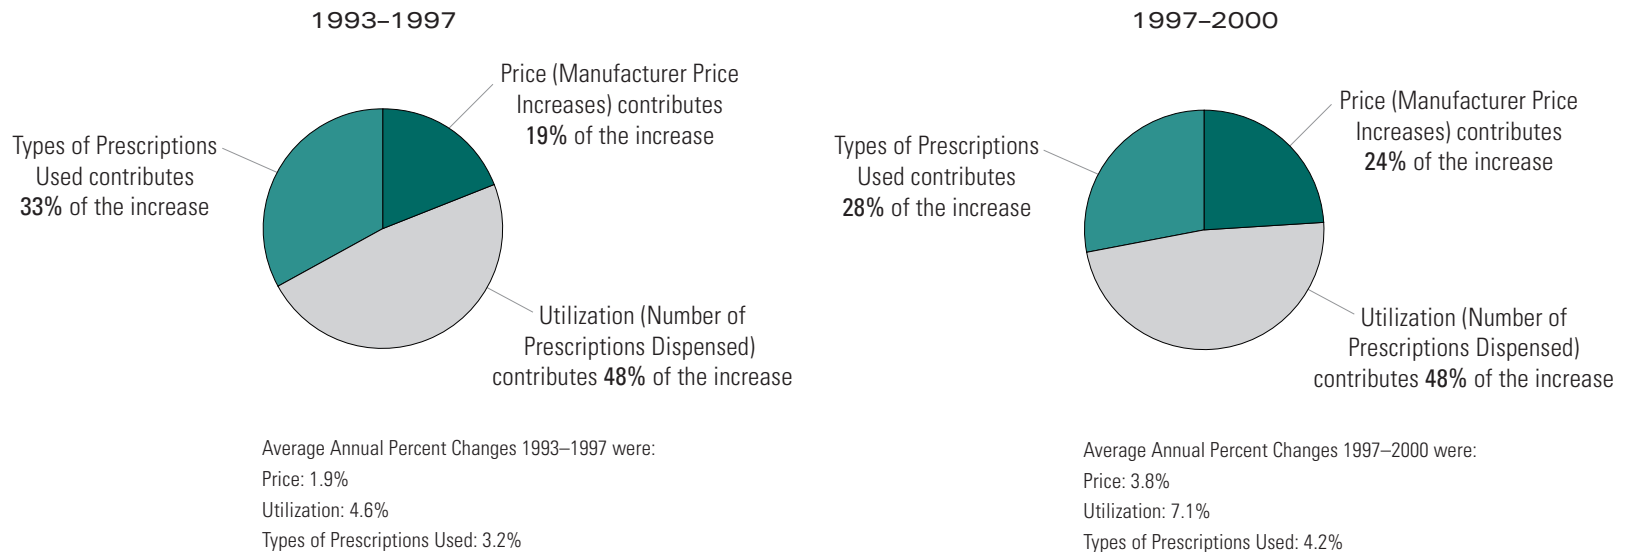 1993–1997
Price (Manufacturer Price
Increases) contributes
19% of the increase
Types of Prescriptions
Used contributes
33% of the increase
Utilization (Number of
Prescriptions Dispensed)
contributes 48% of the increase
Average Annual Percent Changes 1993–1997 were:
Price: 1.9%
Utilization: 4.6%
Types of Prescriptions Used: 3.2%
1997–2000
Price (Manufacturer Price
Increases) contributes
24% of the increase
Types of Prescriptions
Used contributes
28% of the increase
Utilization (Number of
Prescriptions Dispensed)
contributes 48% of the increase
Average Annual Percent Changes 1997–2000 were:
Price: 3.8%
Utilization: 7.1%
Types of Prescriptions Used: 4.2%